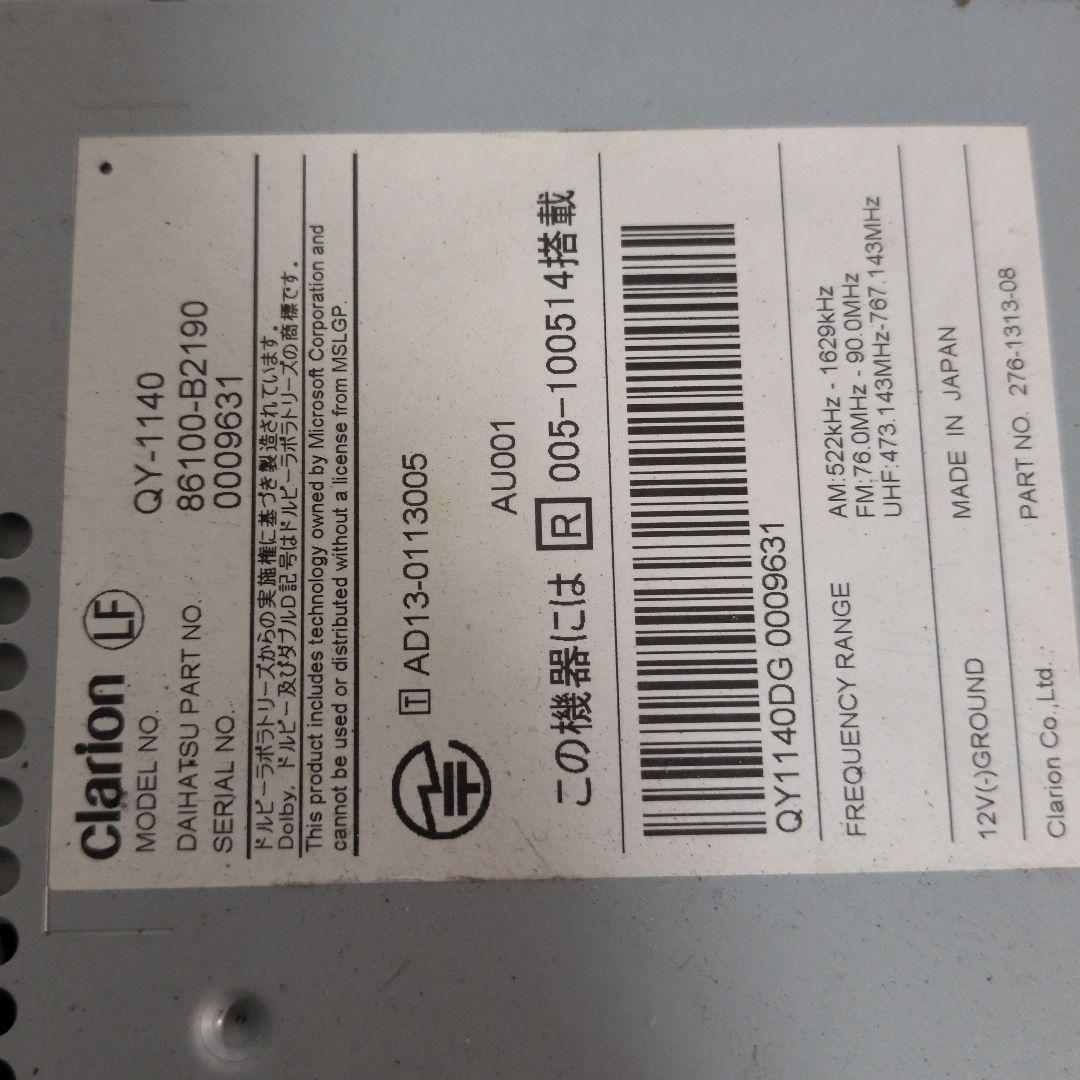 Clarion LF
MODEL NO. QY-1140
DAIHATSU PART NO. 86100-B2190
SERIAL NO. 0009631
ドルビーラボラトリーズからの実施権に基づき製造されています.
Dolby, ドルビー及びダブルD記号はドルビーラボラトリーズの商標です.
This product includes technology owned by Microsoft Corporation and
cannot be used or distributed without a license from MSLGP.
T AD13-0113005
AU001
この機器には R 005-100514搭載
QY1140DG 0009631
FREQUENCY RANGE AM:522kHz - 1629kHz
FM:76.0MHz - 90.0MHz
UHF:473.143MHz-767.143MHz
12V(-)GROUND MADE IN JAPAN
Clarion Co.,Ltd. PART NO. 276-1313-08